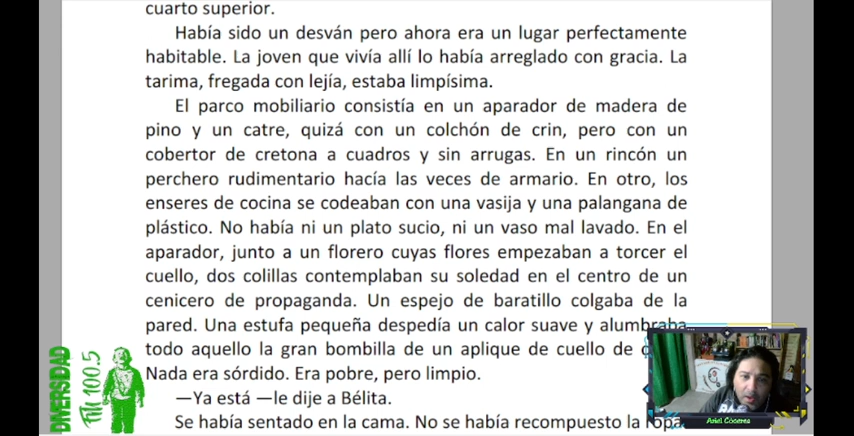 cuarto superior.
Había sido un desván pero ahora era un lugar perfectamente
habitable. La joven que vivía allí lo había arreglado con gracia. La
tarima, fregada con lejía, estaba limpísima.
El parco mobiliario consistía en un aparador de madera de
pino y un catre, quizá con un colchón de crin, pero con un
cobertor de cretona a cuadros y sin arrugas. En un rincón un
perchero rudimentario hacía las veces de armario. En otro, los
enseres de cocina se codeaban con una vasija y una palangana de
plástico. No había ni un plato sucio, ni un vaso mal lavado. En el
aparador, junto a un florero cuyas flores empezaban a torcer el
cuello, dos colillas contemplaban su soledad en el centro de un
cenicero de propaganda. Un espejo de baratillo colgaba de la
pared. Una estufa pequeña despedía un calor suave y alumbraba
todo aquello la gran bombilla de un aplique de cuello de
Nada era sórdido. Era pobre, pero limpio.
—Ya está —le dije a Bélita.
Se había sentado en la cama. No se había recompuesto la ropa
DIVERSIDAD
FM 100.5
Ariel Cáceres